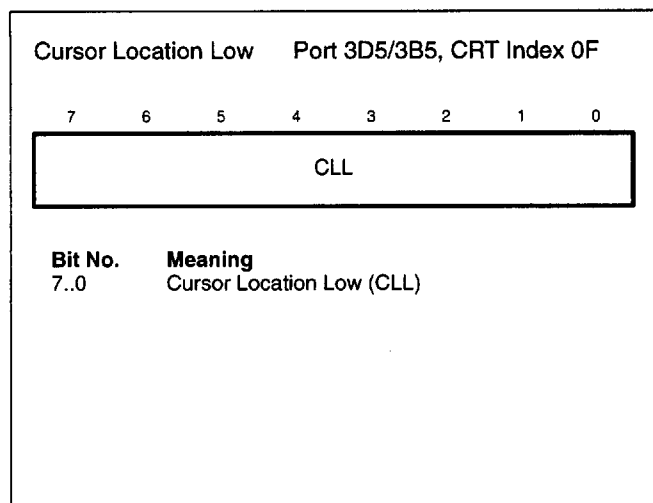 Cursor Location Low Port 3D5/3B5, CRT Index 0F
7 6 5 4 3 2 1 0
CLL
Bit No. Meaning
7..0 Cursor Location Low (CLL)